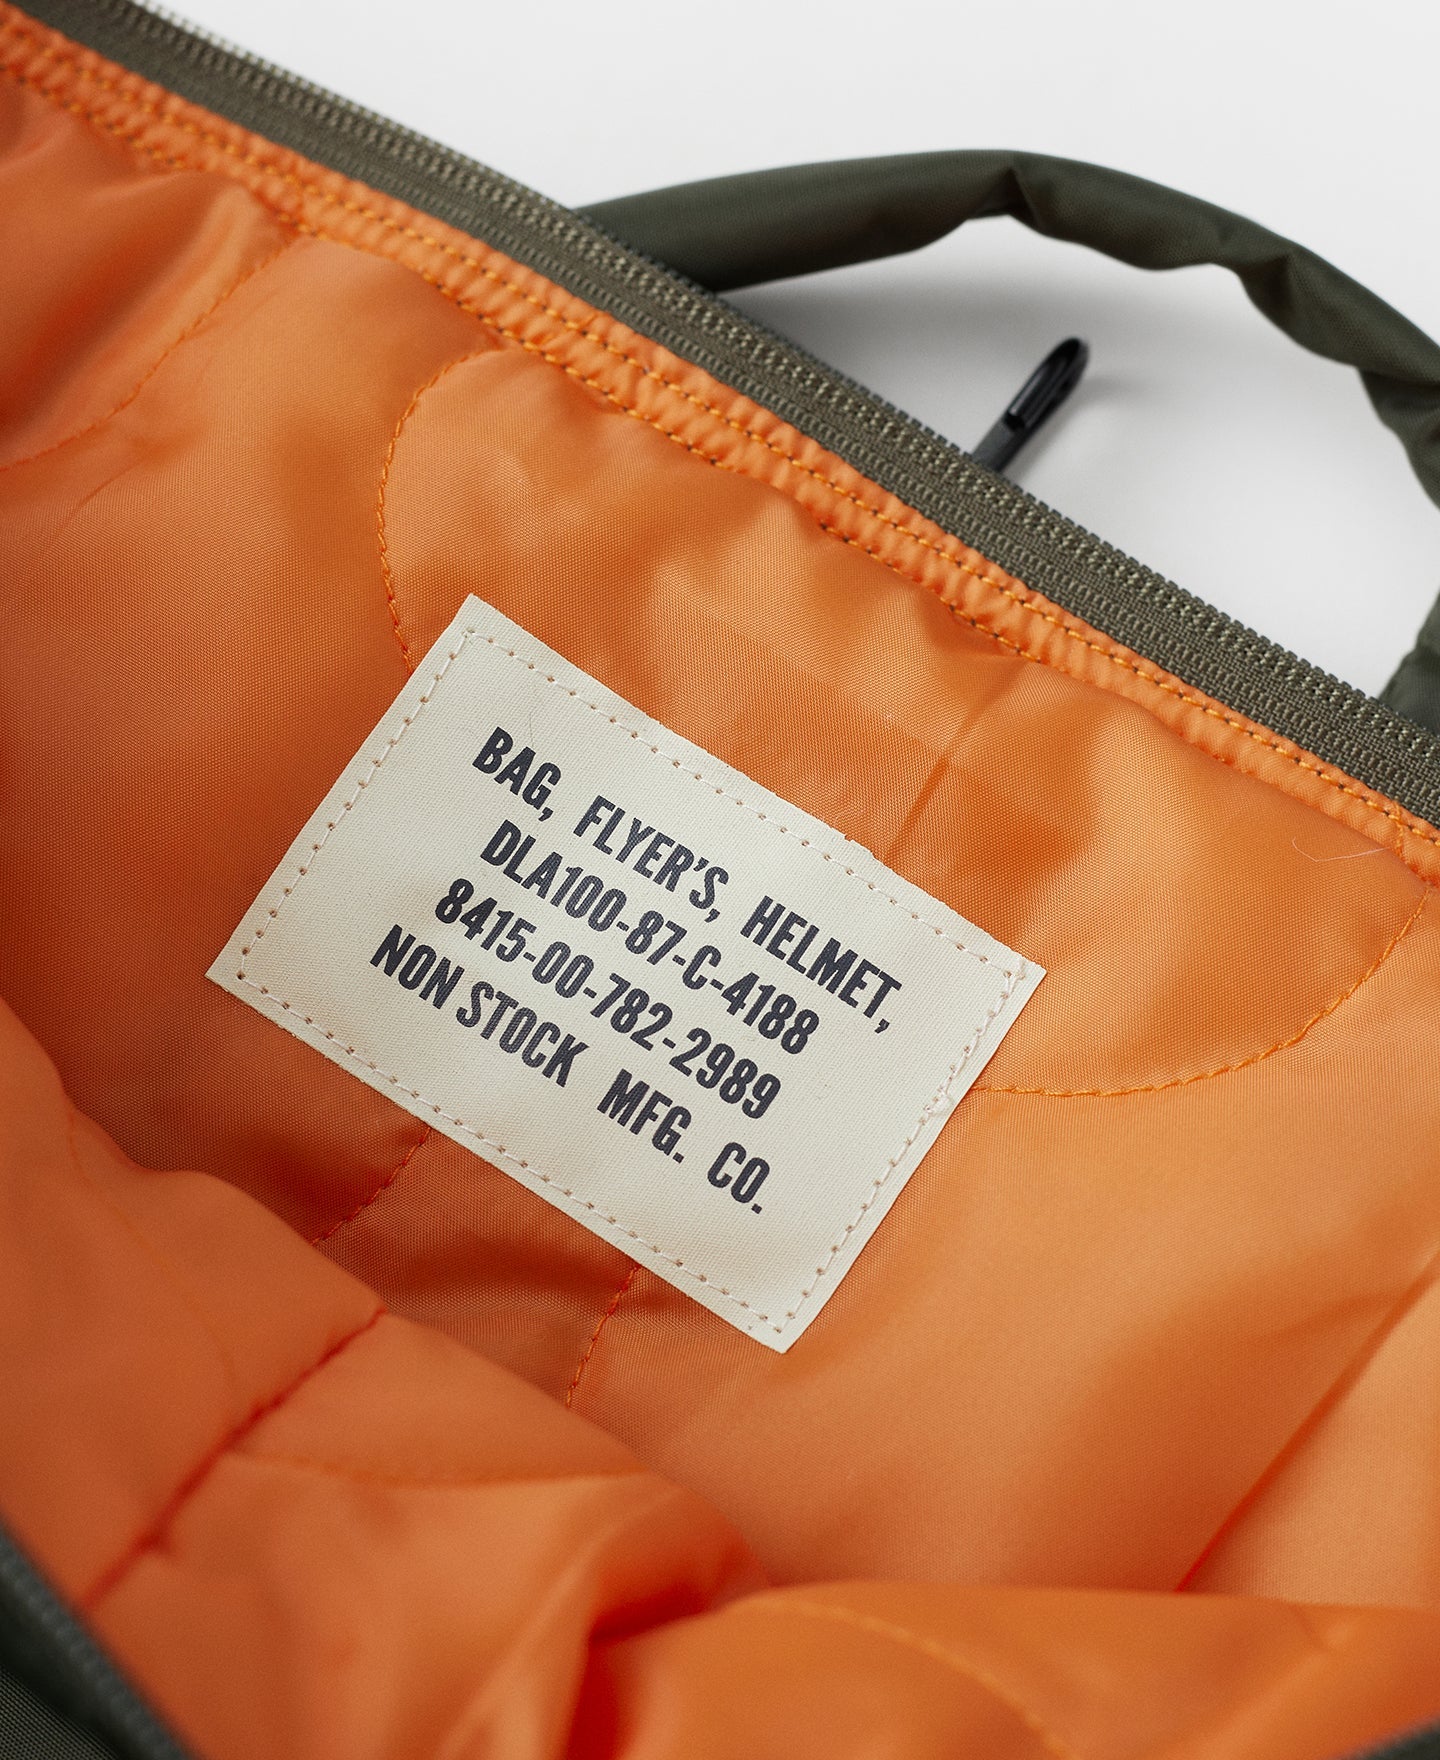 BAG, FLYER'S, HELMET,
DLA100-87-C-4188
8415-00-782-2989
NON STOCK MFG. CO.